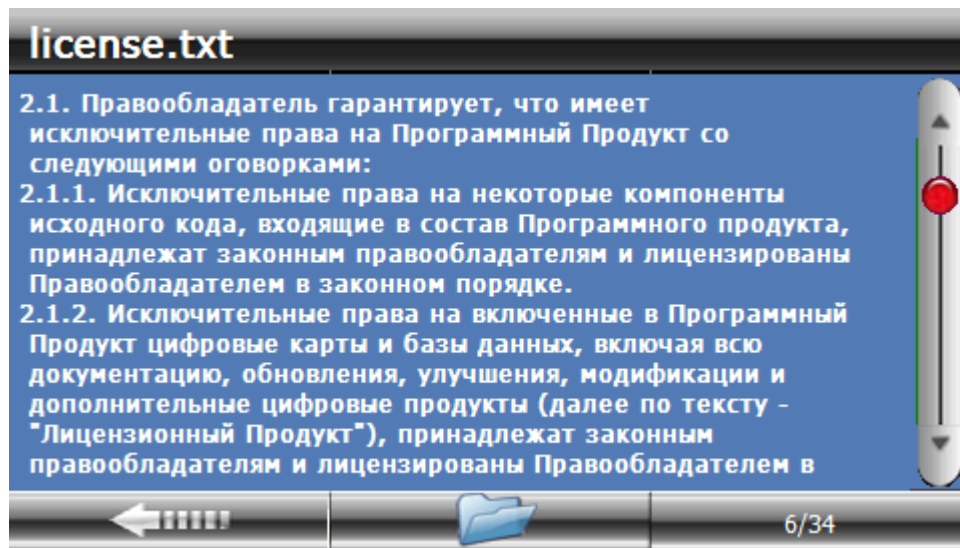 license.txt
2.1. Правообладатель гарантирует, что имеет
исключительные права на Программный Продукт со
следующими оговорками:
2.1.1. Исключительные права на некоторые компоненты
исходного кода, входящие в состав Программного продукта,
принадлежат законным правообладателям и лицензированы
Правообладателем в законном порядке.
2.1.2. Исключительные права на включенные в Программный
Продукт цифровые карты и базы данных, включая всю
документацию, обновления, улучшения, модификации и
дополнительные цифровые продукты (далее по тексту -
"Лицензионный Продукт"), принадлежат законным
правообладателям и лицензированы Правообладателем в
6/34